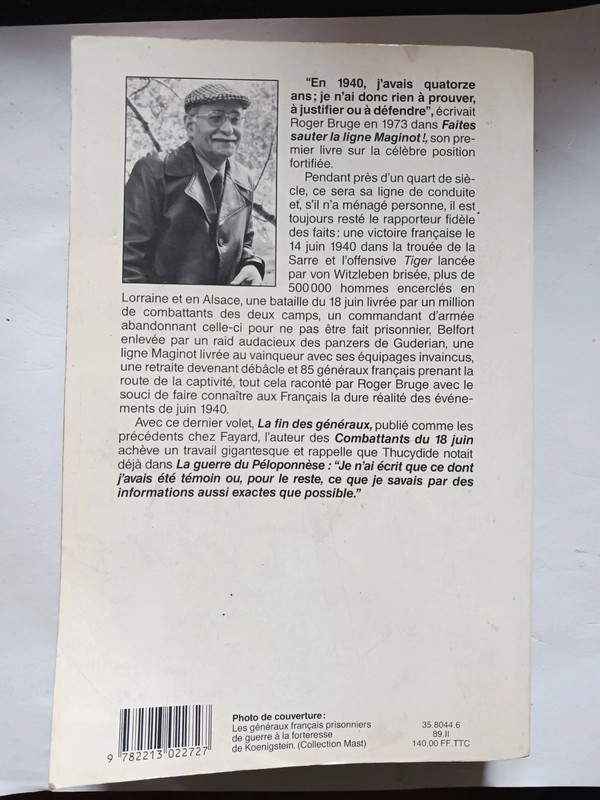 “En 1940, j’avais quatorze
ans ; je n’ai donc rien à prouver,
à justifier ou à défendre”, écrivait
Roger Bruge en 1973 dans Faites
sauter la ligne Maginot !, son pre-
mier livre sur la célèbre position
fortifiée.
Pendant près d’un quart de siè-
cle, ce sera sa ligne de conduite
et, s’il n’a ménagé personne, il est
toujours resté le rapporteur fidèle
des faits : une victoire française le
14 juin 1940 dans la trouée de la
Sarre et l’offensive Tiger lancée
par von Witzleben brisée, plus de
500 000 hommes encerclés en
Lorraine et en Alsace, une bataille du 18 juin livrée par un million
de combattants des deux camps, un commandant d’armée
abandonnant celle-ci pour ne pas être fait prisonnier, Belfort
enlevée par un raid audacieux des panzers de Guderian, une
ligne Maginot livrée au vainqueur avec ses équipages invaincus,
une retraite devenant débâcle et 85 généraux français prenant la
route de la captivité, tout cela raconté par Roger Bruge avec le
souci de faire connaître aux Français la dure réalité des événe-
ments de juin 1940.
Avec ce dernier volet, La fin des généraux, publié comme les
précédents chez Fayard, l’auteur des Combattants du 18 juin
achève un travail gigantesque et rappelle que Thucydide notait
déjà dans La guerre du Péloponnèse : “Je n’ai écrit que ce dont
j’avais été témoin ou, pour le reste, ce que je savais par des
informations aussi exactes que possible.”
9 782213 022727
Photo de couverture :
Les généraux français prisonniers
de guerre à la forteresse
de Koenigstein. (Collection Mast)
35.8044.6
89.II
140,00 FF.TTC